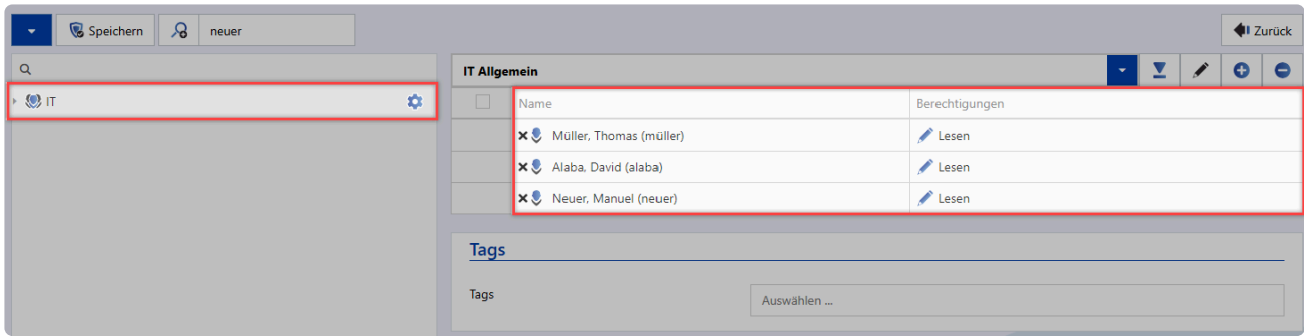 Speichern neuer Zurück
IT Allgemein
IT
Name Berechtigungen
Müller, Thomas (müller) Lesen
Alaba, David (alaba) Lesen
Neuer, Manuel (neuer) Lesen
Tags
Tags Auswählen ...